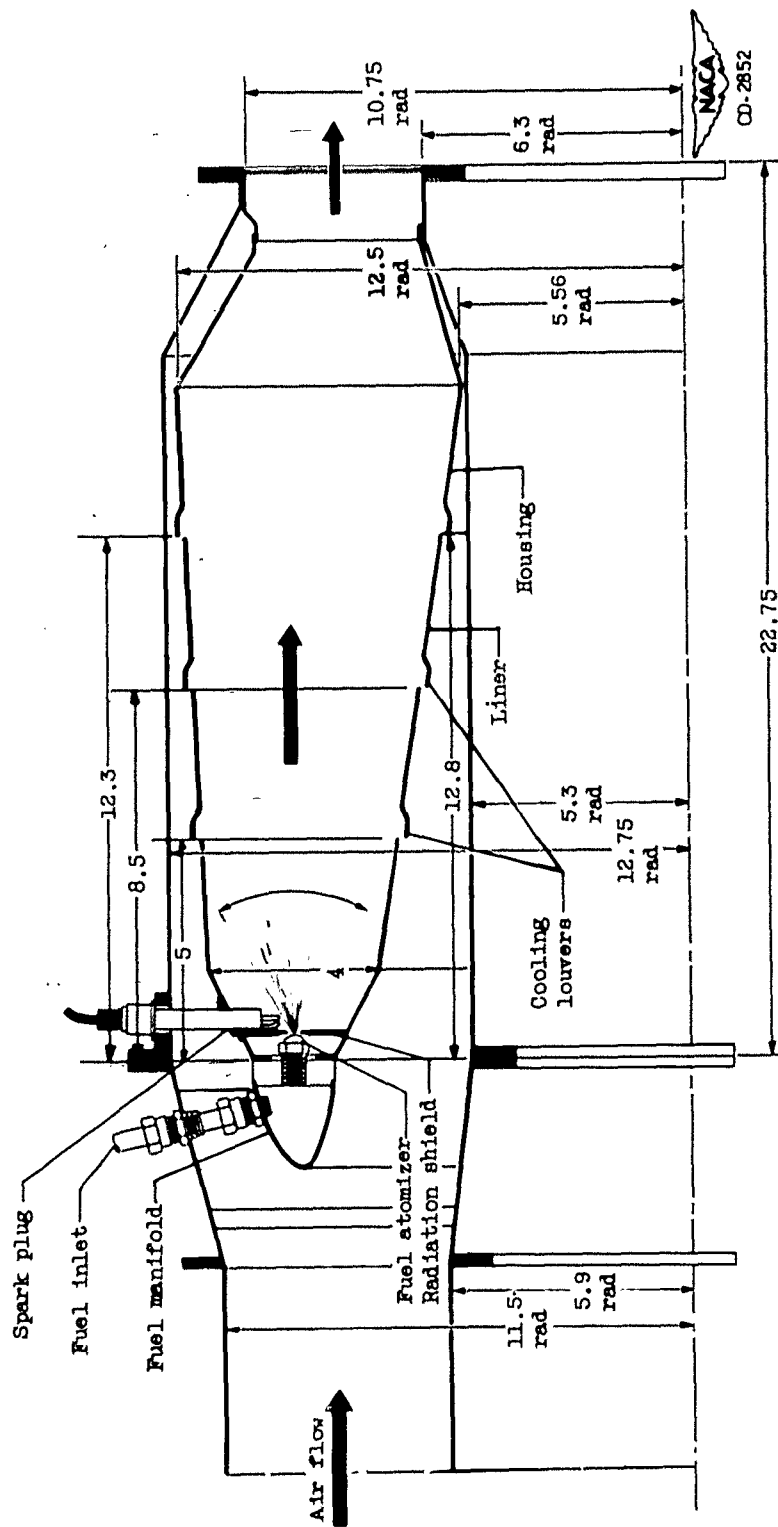 Spark plug
Fuel inlet
Fuel manifold
Air flow
Fuel atomizer
Radiation shield
Cooling
louvers
Liner
Housing
12.3
8.5
5
4
12.8
11.5
rad
5.9
rad
12.75
rad
5.3
rad
12.5
rad
5.56
rad
10.75
rad
6.3
rad
22.75
NACA
CD-2852